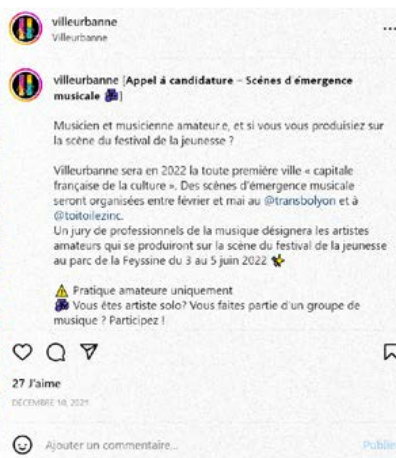 villeurbanne
Villeurbanne
villeurbanne [Appel à candidature – Scènes d'émergence
musicale]
Musicien et musicienne amateur.e, et si vous vous produisiez sur
la scène du festival de la jeunesse ?
Villeurbanne sera en 2022 la toute première ville « capitale
française de la culture ». Des scènes d'émergence musicale
seront organisées entre février et mai au @transbolyon et à
@toitoilezinc.
Un jury de professionnels de la musique désignera les artistes
amateurs qui se produiront sur la scène du festival de la jeunesse
au parc de la Feyssine du 3 au 5 juin 2022
⚠ Pratique amateure uniquement
Vous êtes artiste solo? Vous faites partie d'un groupe de
musique ? Participez !
27 J'aime
DÉCEMBRE 10, 2021
Ajouter un commentaire...
Publier